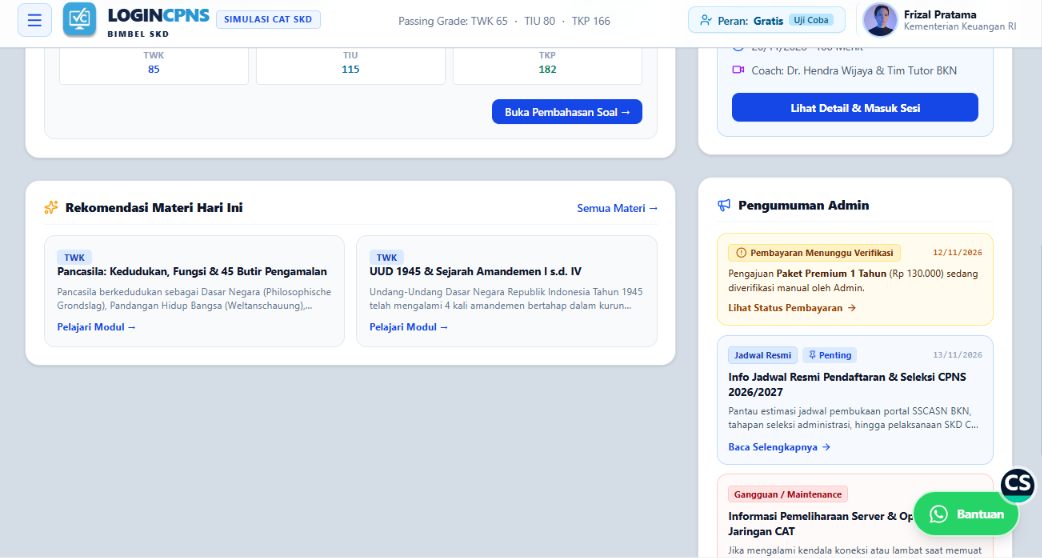 LOGINCPNS
BIMBEL SKD
SIMULASI CAT SKD
Passing Grade: TWK 65 · TIU 80 · TKP 166
Peran: Gratis Uji Coba
Frizal Pratama
Kementerian Keuangan RI
TWK
85
TIU
115
TKP
182
Buka Pembahasan Soal →
Coach: Dr. Hendra Wijaya & Tim Tutor BKN
Lihat Detail & Masuk Sesi
Rekomendasi Materi Hari Ini
Semua Materi →
TWK
Pancasila: Kedudukan, Fungsi & 45 Butir Pengamalan
Pancasila berkedudukan sebagai Dasar Negara (Philosophische
Grondslag), Pandangan Hidup Bangsa (Weltanschauung),...
Pelajari Modul →
TWK
UUD 1945 & Sejarah Amandemen I s.d. IV
Undang-Undang Dasar Negara Republik Indonesia Tahun 1945
telah mengalami 4 kali amandemen bertahap dalam kurun...
Pelajari Modul →
Pengumuman Admin
Pembayaran Menunggu Verifikasi
12/11/2026
Pengajuan Paket Premium 1 Tahun (Rp 130.000) sedang
diverifikasi manual oleh Admin.
Lihat Status Pembayaran →
Jadwal Resmi
Penting
13/11/2026
Info Jadwal Resmi Pendaftaran & Seleksi CPNS
2026/2027
Pantau estimasi jadwal pembukaan portal SSCASN BKN,
tahapan seleksi administrasi, hingga pelaksanaan SKD C...
Baca Selengkapnya →
Gangguan / Maintenance
Informasi Pemeliharaan Server & Op
Jaringan CAT
Jika mengalami kendala koneksi atau lambat saat memuat
CS
Bantuan